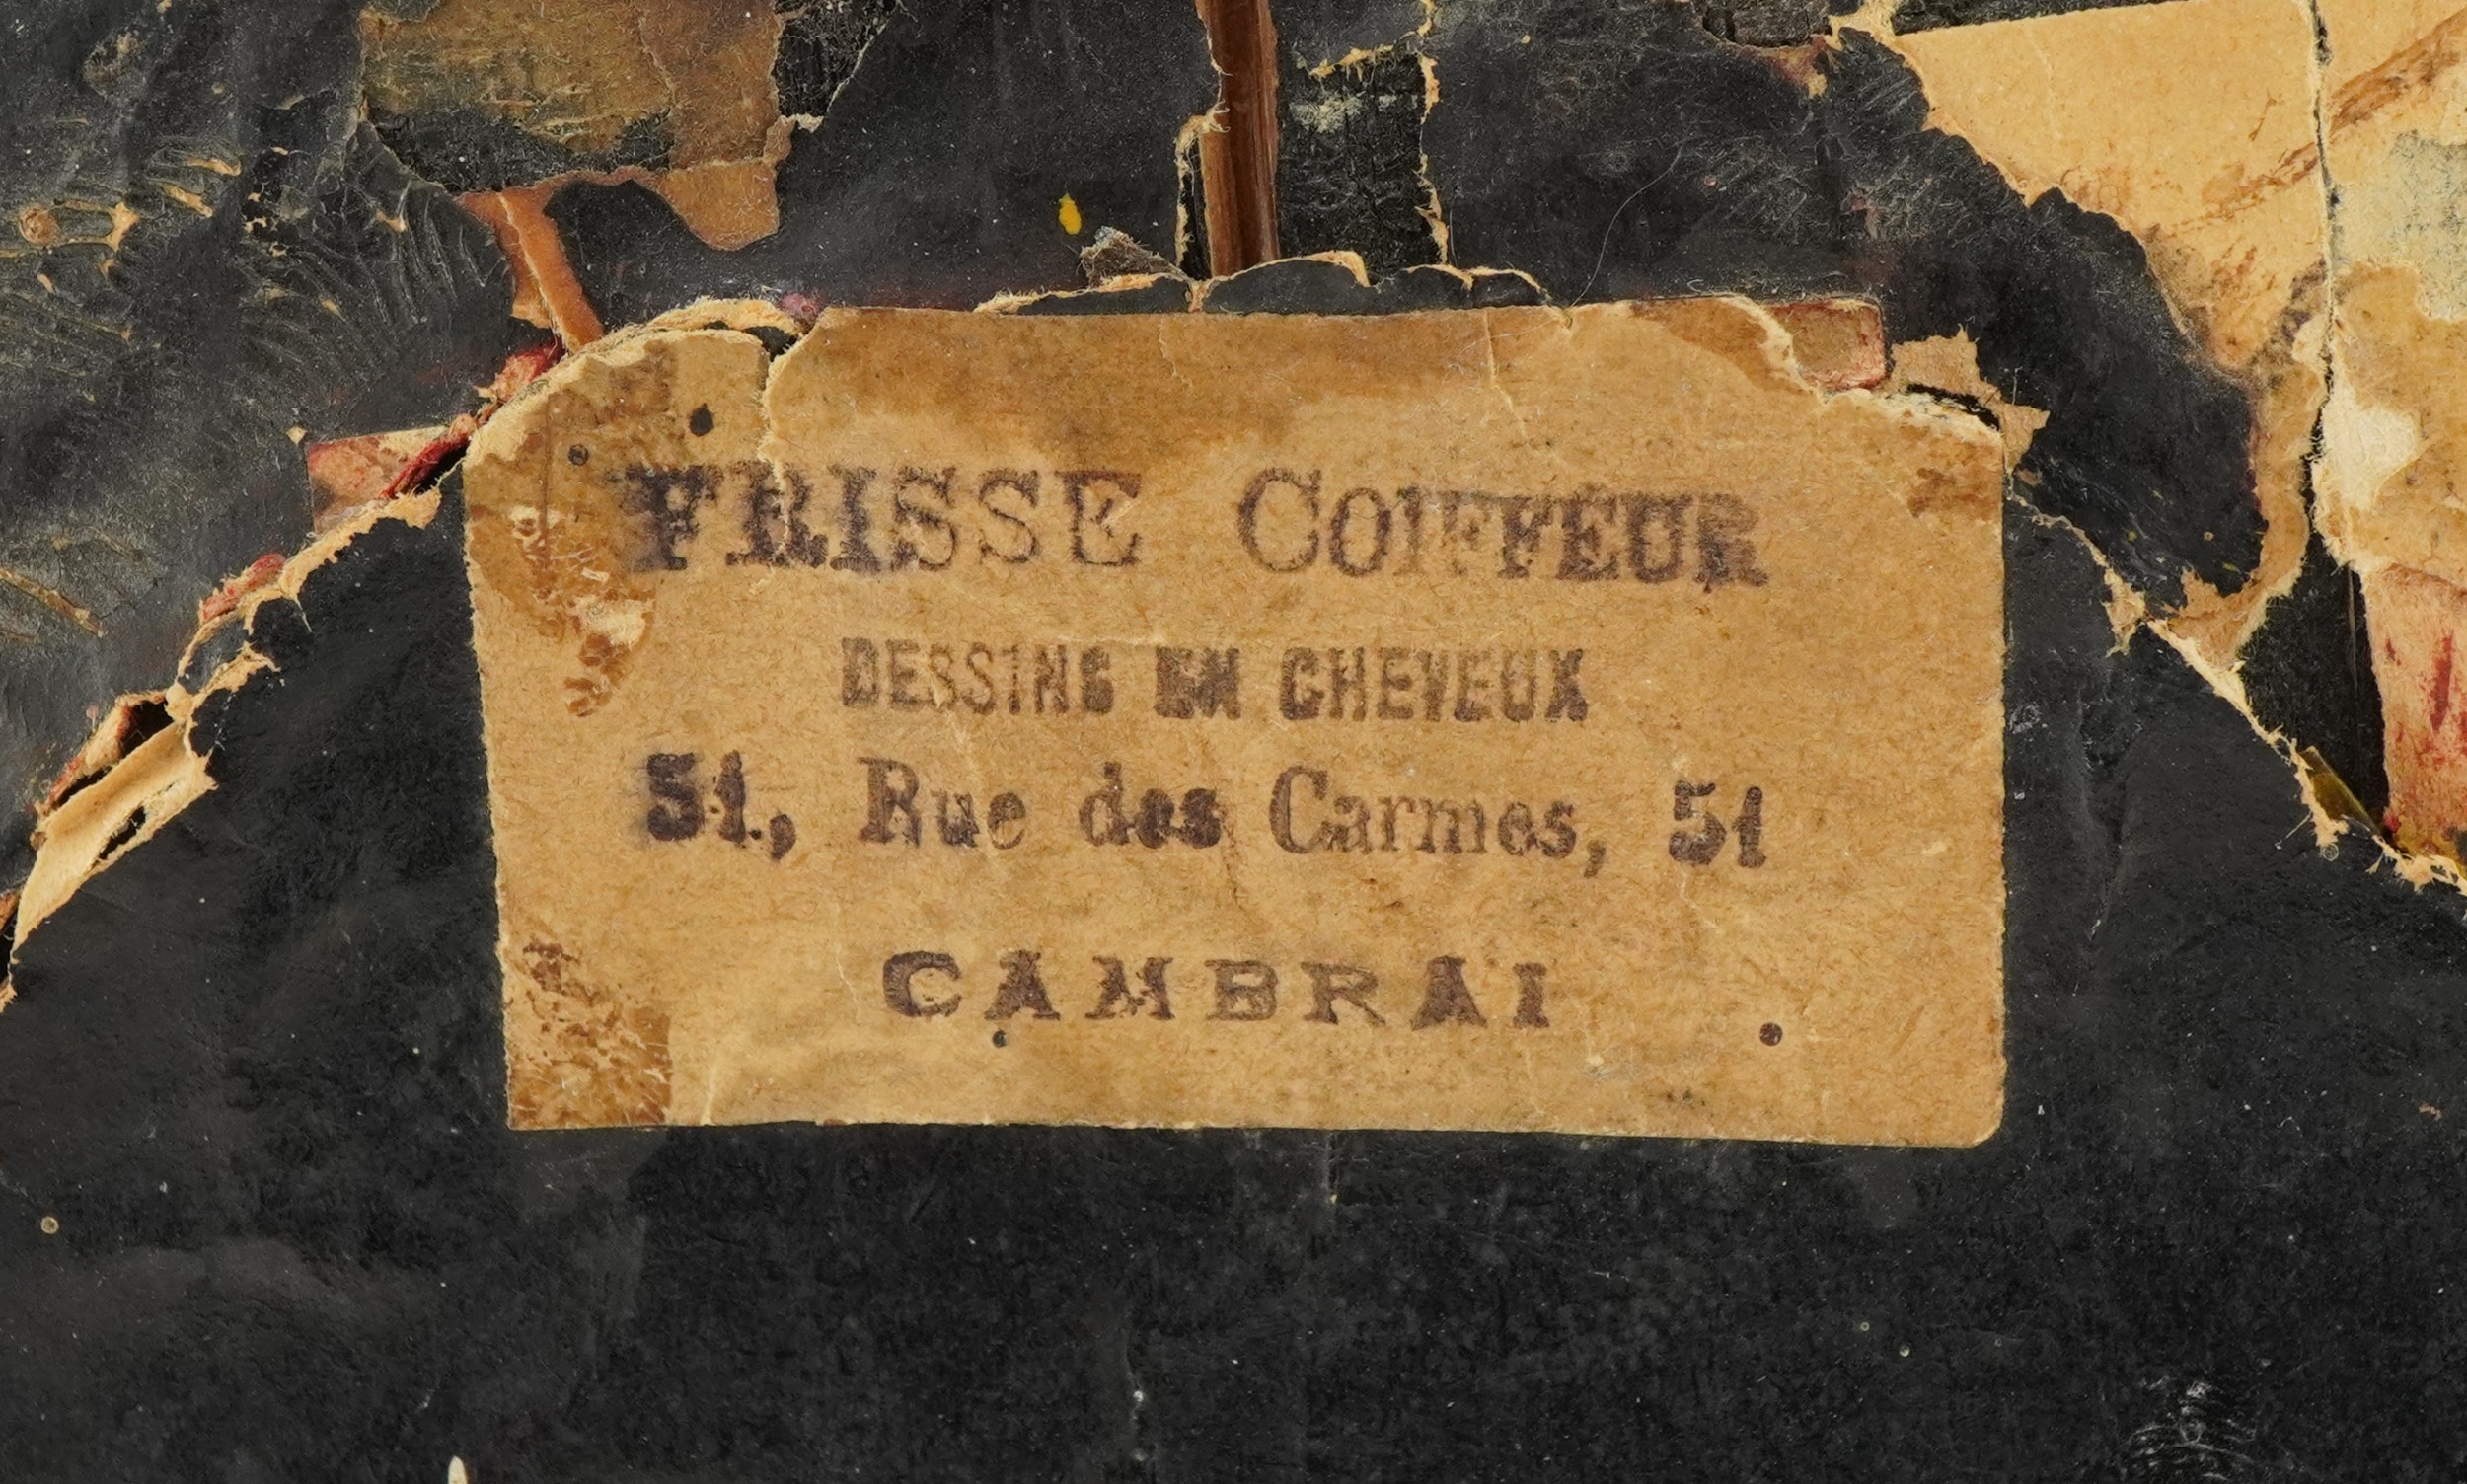 FRISSE COIFFEUR
DESSINS EN CHEVEUX
51, Rue des Carmes, 51
CAMBRAI